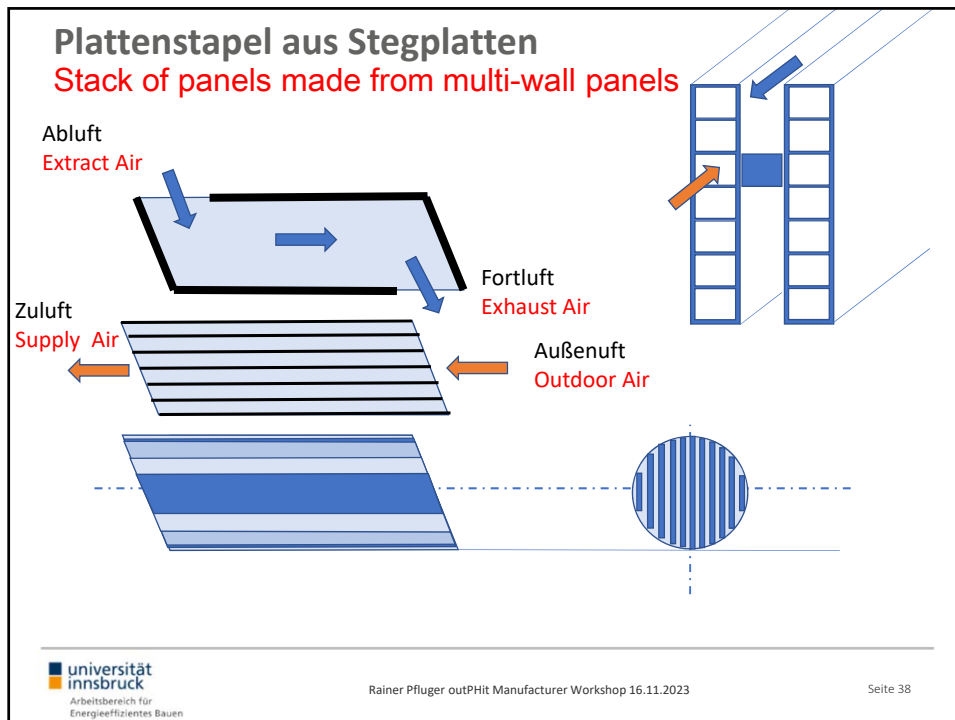 Plattenstapel aus Stegplatten
Stack of panels made from multi-wall panels
Abluft
Extract Air
Fortluft
Exhaust Air
Zuluft
Supply Air
Außenuft
Outdoor Air
universität
innsbruck
Arbeitsbereich für
Energieeffizientes Bauen
Rainer Pfluger outPHit Manufacturer Workshop 16.11.2023
Seite 38